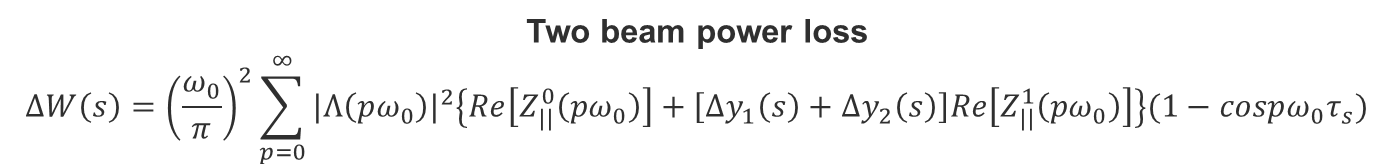 Two beam power loss
ΔW(s) = (ω₀/π)² ∑_{p=0}^{∞} |Λ(pω₀)|²{Re[Z_{||}^{0}(pω₀)] + [Δy₁(s) + Δy₂(s)]Re[Z_{||}^{1}(pω₀)]}(1 − cospω₀τₛ)